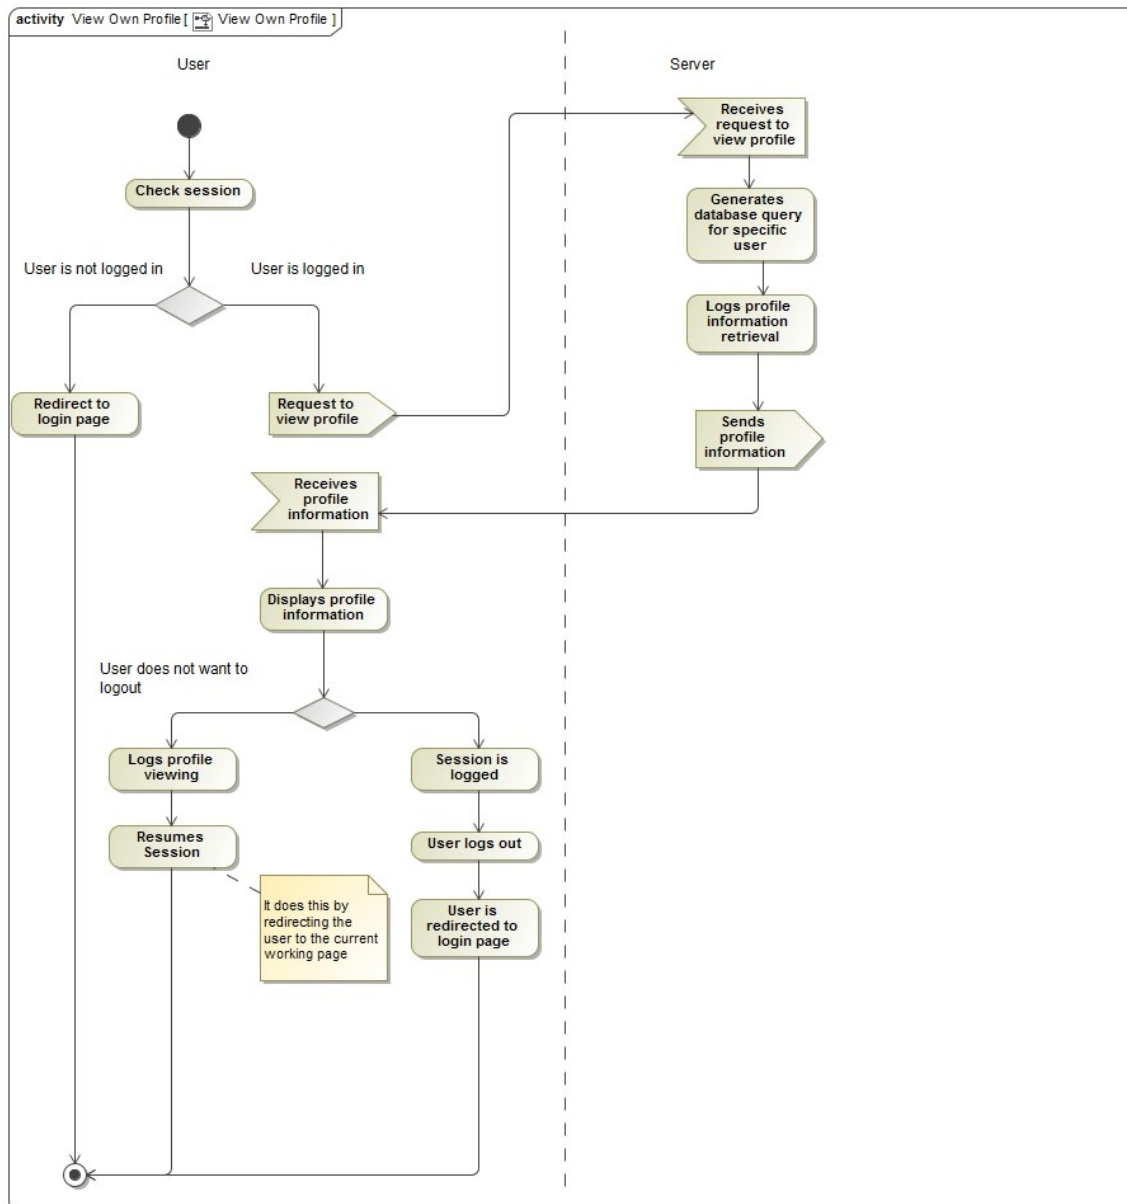 activity View Own Profile [ View Own Profile ]
User
Server
Receives
request to
view profile
Check session
Generates
database query
for specific
user
User is not logged in
User is logged in
Logs profile
information
retrieval
Redirect to
login page
Request to
view profile
Sends
profile
information
Receives
profile
information
Displays profile
information
User does not want to
logout
Logs profile
viewing
Session is
logged
Resumes
Session
User logs out
It does this by
redirecting the
user to the current
working page
User is
redirected to
login page